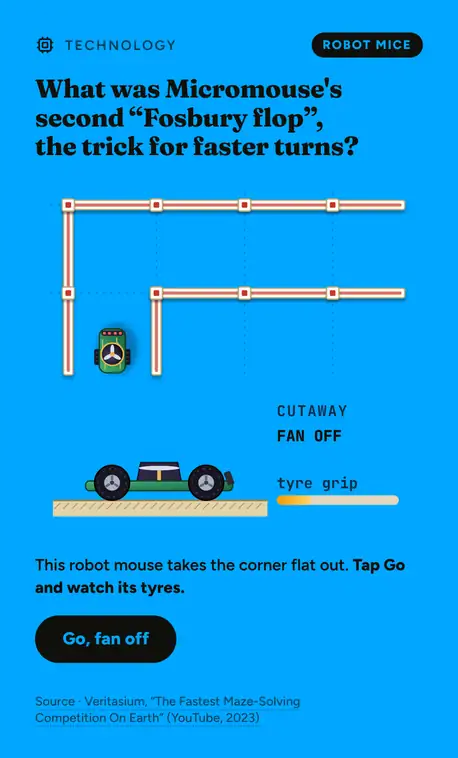 TECHNOLOGY
ROBOT MICE
What was Micromouse's
second “Fosbury flop”,
the trick for faster turns?
CUTAWAY
FAN OFF
tyre grip
This robot mouse takes the corner flat out. Tap Go
and watch its tyres.
Go, fan off
Source · Veritasium, “The Fastest Maze-Solving
Competition On Earth” (YouTube, 2023)